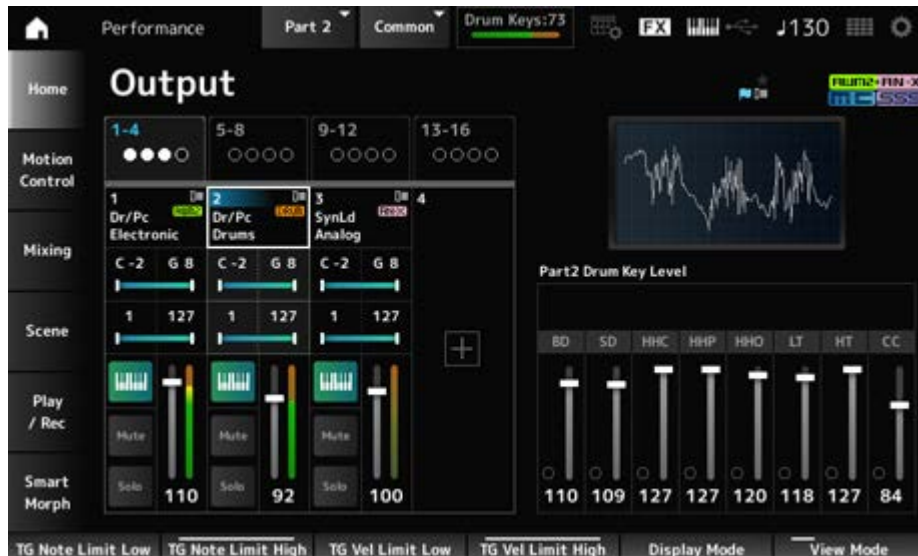 Performance
Part 2
Common
Drum Keys:73
FX
♩130
Home
Motion Control
Mixing
Scene
Play / Rec
Smart Morph
Output
AWM2+AN-X
SSS
1-4
5-8
9-12
13-16
1
Dr/Pc
Electronic
2
DRUM
Dr/Pc
Drums
3
AN-X
SynLd
Analog
4
C -2 G 8
C -2 G 8
C -2 G 8
1 127
1 127
1 127
Mute
Mute
Mute
Solo
Solo
Solo
110
92
100
Part2 Drum Key Level
BD SD HHC HHP HHO LT HT CC
110 109 127 127 120 118 127 84
TG Note Limit Low
TG Note Limit High
TG Vel Limit Low
TG Vel Limit High
Display Mode
View Mode